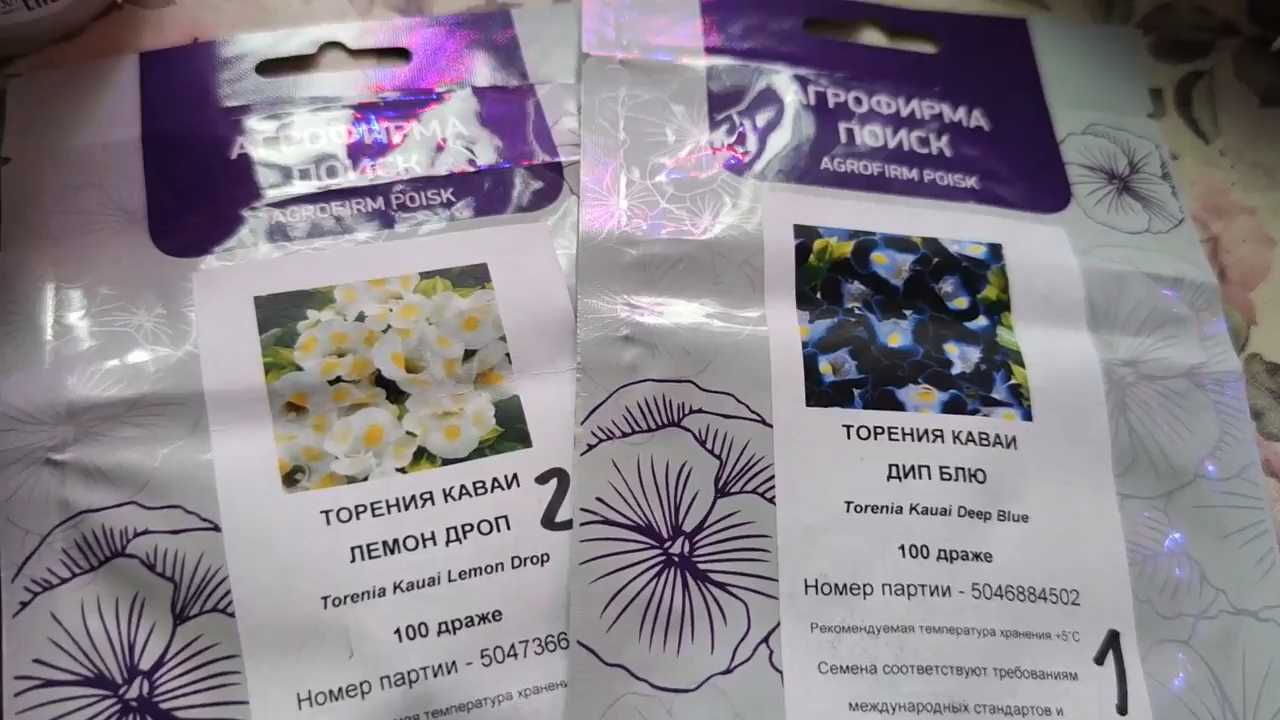 АГРОФИРМА
ПОИСК
AGROFIRM POISK
ТОРЕНИЯ КАВАИ
ЛЕМОН ДРОП
2
Torenia Kauai Lemon Drop
100 драже
Номер партии - 5047366
температура
АГРОФИРМА
ПОИСК
AGROFIRM POISK
ТОРЕНИЯ КАВАИ
ДИП БЛЮ
Torenia Kauai Deep Blue
100 драже
Номер партии - 5046884502
Рекомендуемая температура хранения +5°С
Семена соответствуют требованиям
международных стандартов и
1